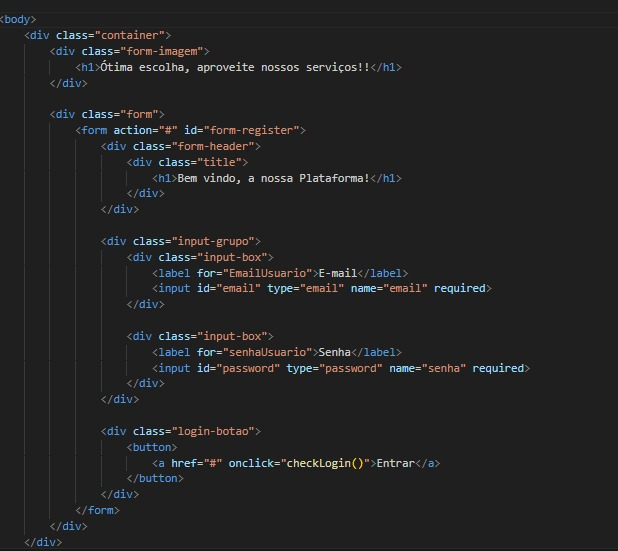 <body>
<div class="container">
<div class="form-imagem">
<h1>Ótima escolha, aproveite nossos serviços!!</h1>
</div>
<div class="form">
<form action="#" id="form-register">
<div class="form-header">
<div class="title">
<h1>Bem vindo, a nossa Plataforma!</h1>
</div>
</div>
<div class="input-grupo">
<div class="input-box">
<label for="EmailUsuario">E-mail</label>
<input id="email" type="email" name="email" required>
</div>
<div class="input-box">
<label for="senhaUsuario">Senha</label>
<input id="password" type="password" name="senha" required>
</div>
</div>
<div class="login-botao">
<button>
<a href="#" onclick="checkLogin()">Entrar</a>
</button>
</div>
</form>
</div>
</div>